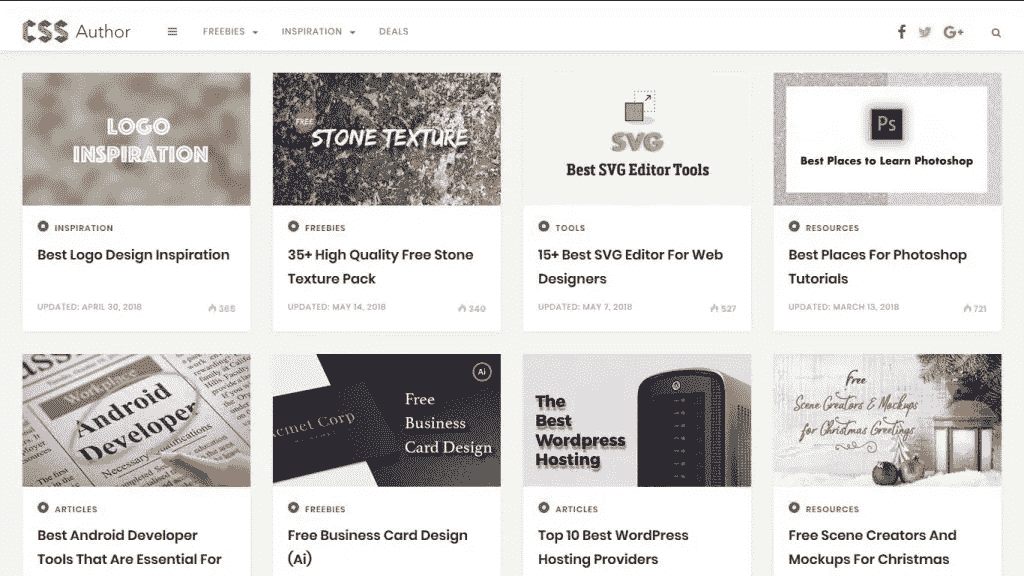 CSS Author
FREEBIES
INSPIRATION
DEALS
LOGO
INSPIRATION
INSPIRATION
Best Logo Design Inspiration
UPDATED: APRIL 30, 2018
365
FREE
STONE TEXTURE
FREEBIES
35+ High Quality Free Stone
Texture Pack
UPDATED: MAY 14, 2018
340
SVG
Best SVG Editor Tools
TOOLS
15+ Best SVG Editor For Web
Designers
UPDATED: MAY 7, 2018
527
Ps
Best Places to Learn Photoshop
RESOURCES
Best Places For Photoshop
Tutorials
UPDATED: MARCH 13, 2018
721
Workplace
Android
Developer
Necessary
ARTICLES
Best Android Developer
Tools That Are Essential For
Ai
Free
Business
Card Design
FREEBIES
Free Business Card Design
(Ai)
The
Best
Wordpress
Hosting
ARTICLES
Top 10 Best WordPress
Hosting Providers
Free
Scene Creators & Mockups
for Christmas Greetings
RESOURCES
Free Scene Creators And
Mockups For Christmas